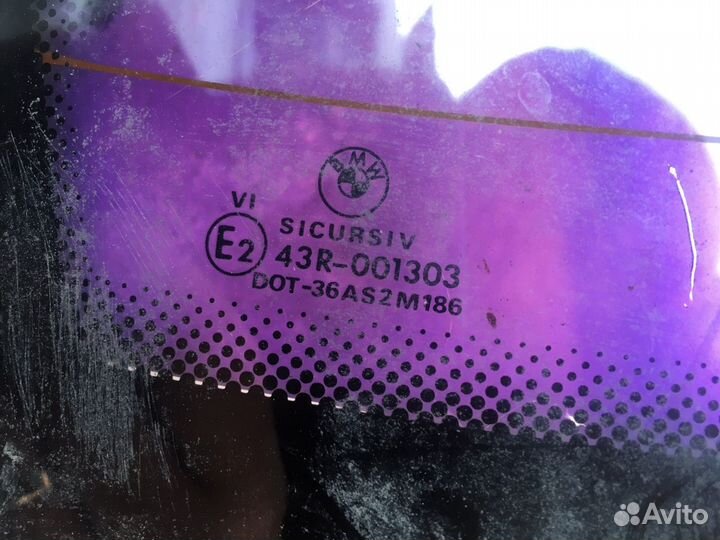 BMW
VI
SICURSIV
E2 43R-001303
DOT-36AS2M186
Avito